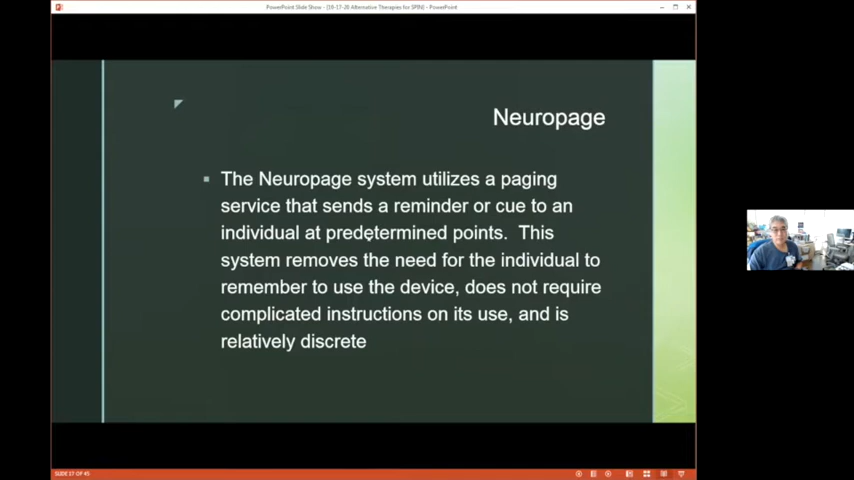 PowerPoint Slide Show - [19-17-20 Alternative Therapies for SPIN] - PowerPoint
Neuropage
The Neuropage system utilizes a paging
service that sends a reminder or cue to an
individual at predetermined points. This
system removes the need for the individual to
remember to use the device, does not require
complicated instructions on its use, and is
relatively discrete
SLIDE 17 OF 45